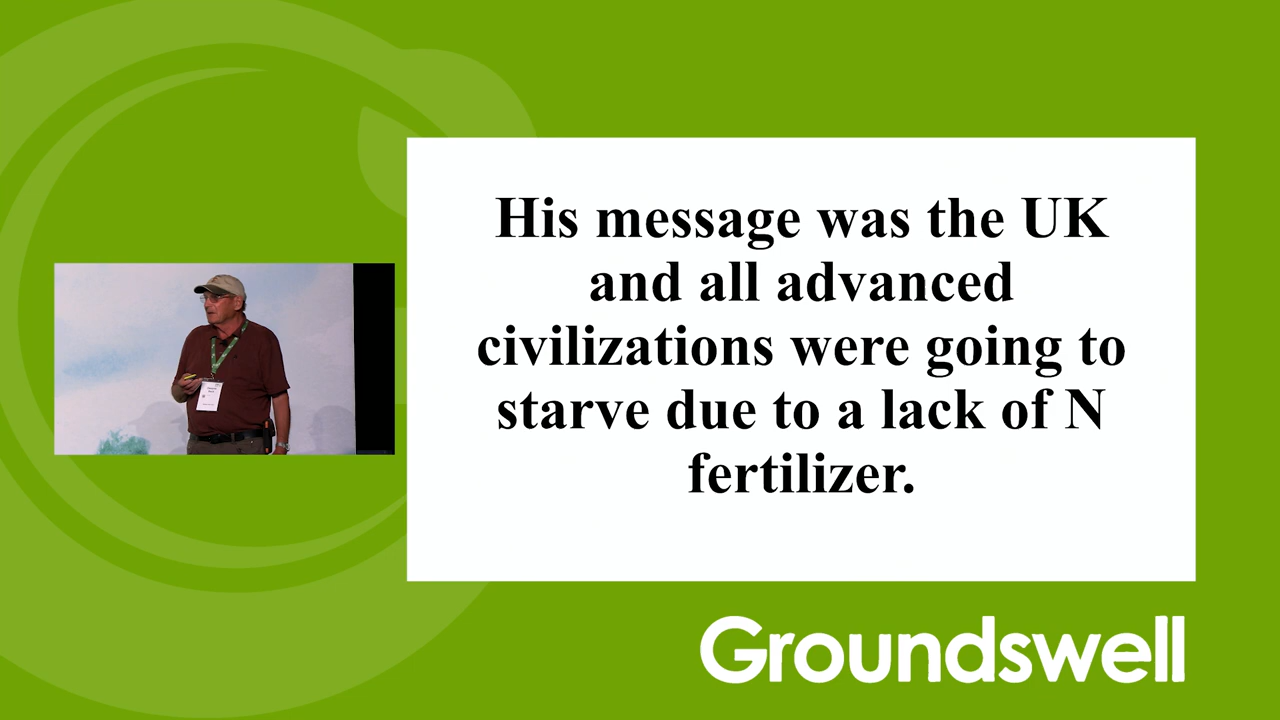 His message was the UK
and all advanced
civilizations were going to
starve due to a lack of N
fertilizer.
Groundswell